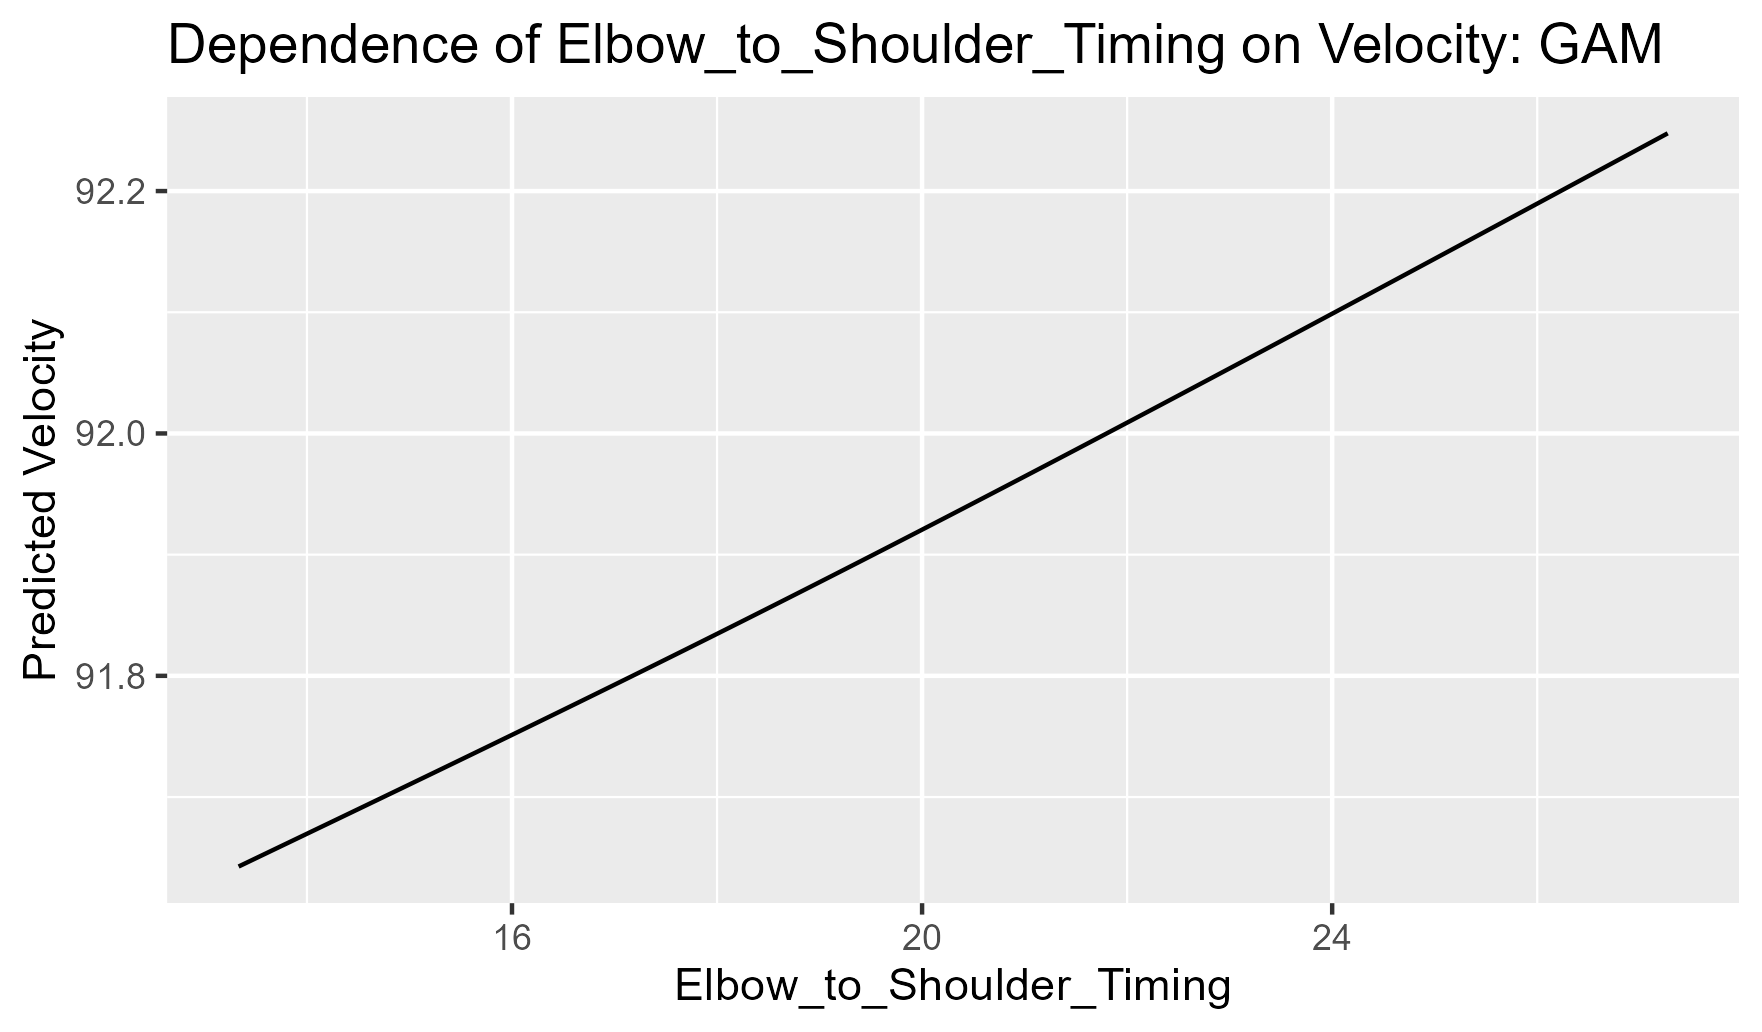 Dependence of Elbow_to_Shoulder_Timing on Velocity: GAM
Predicted Velocity
92.2
92.0
91.8
16 20 24
Elbow_to_Shoulder_Timing